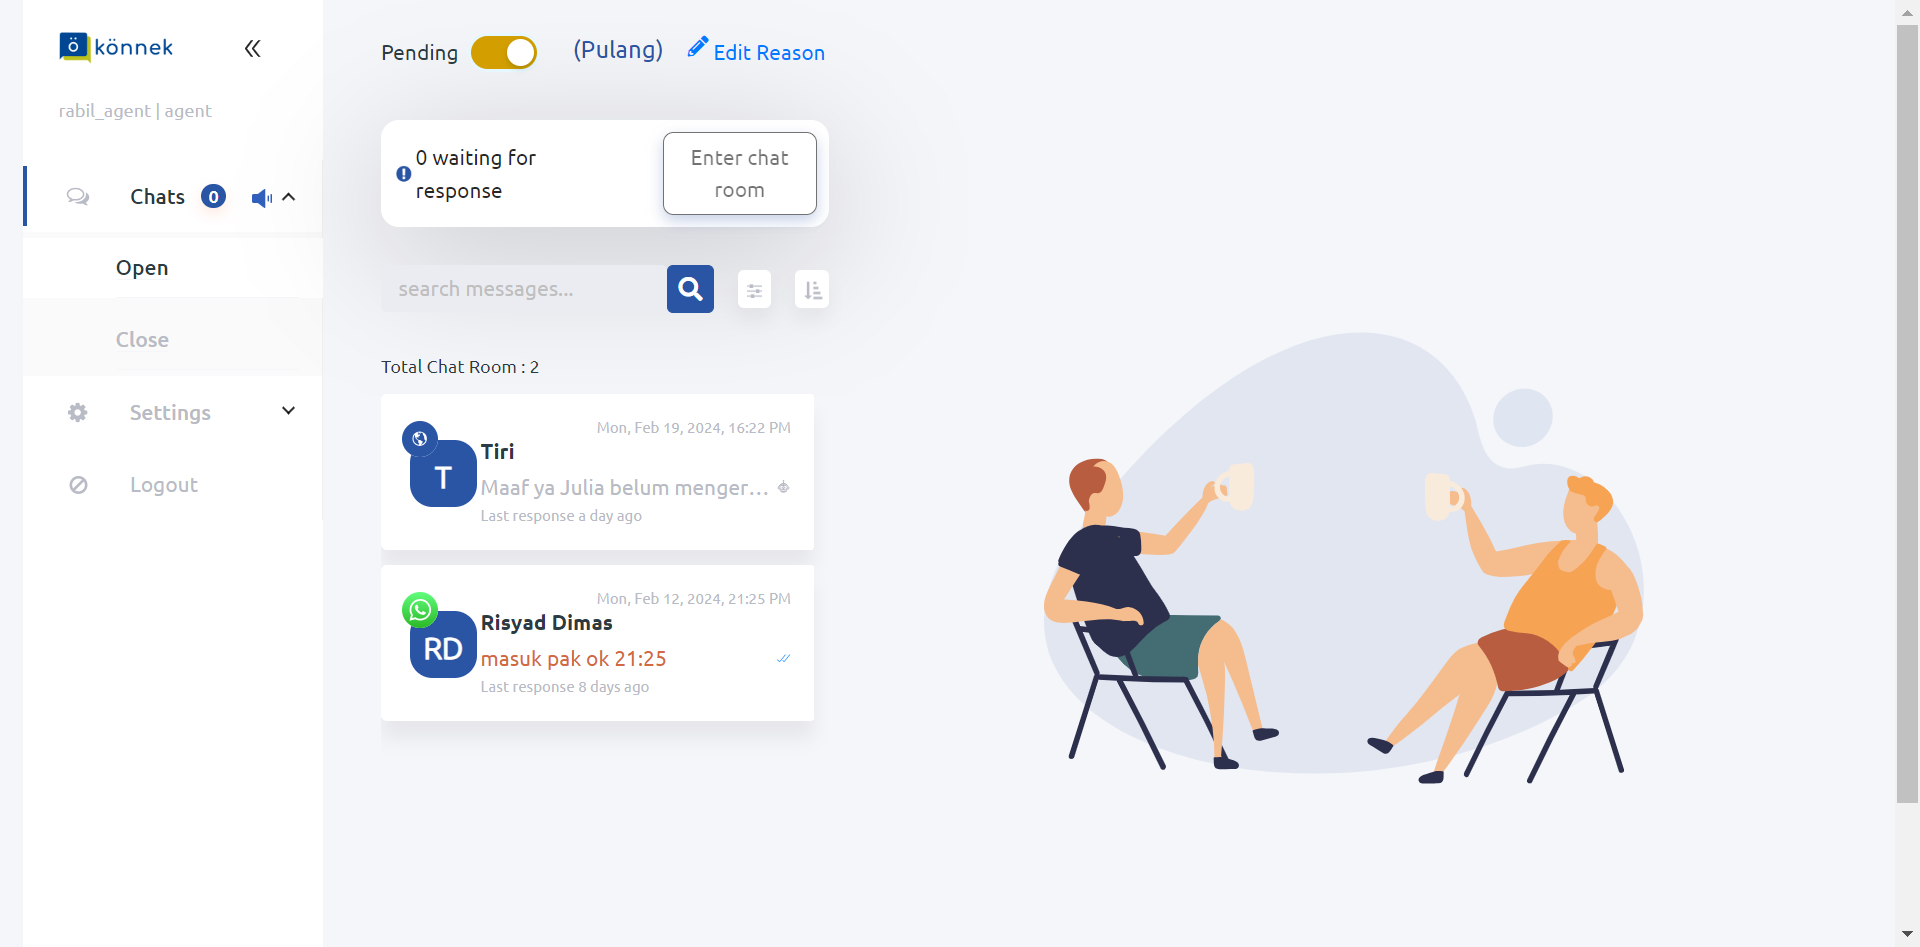 könnek
rabil_agent | agent
Chats 0
Open
Close
Settings
Logout
Pending (Pulang) Edit Reason
0 waiting for
response
Enter chat
room
search messages...
Total Chat Room : 2
Mon, Feb 19, 2024, 16:22 PM
T
Tiri
Maaf ya Julia belum menger...
Last response a day ago
Mon, Feb 12, 2024, 21:25 PM
RD
Risyad Dimas
masuk pak ok 21:25
Last response 8 days ago